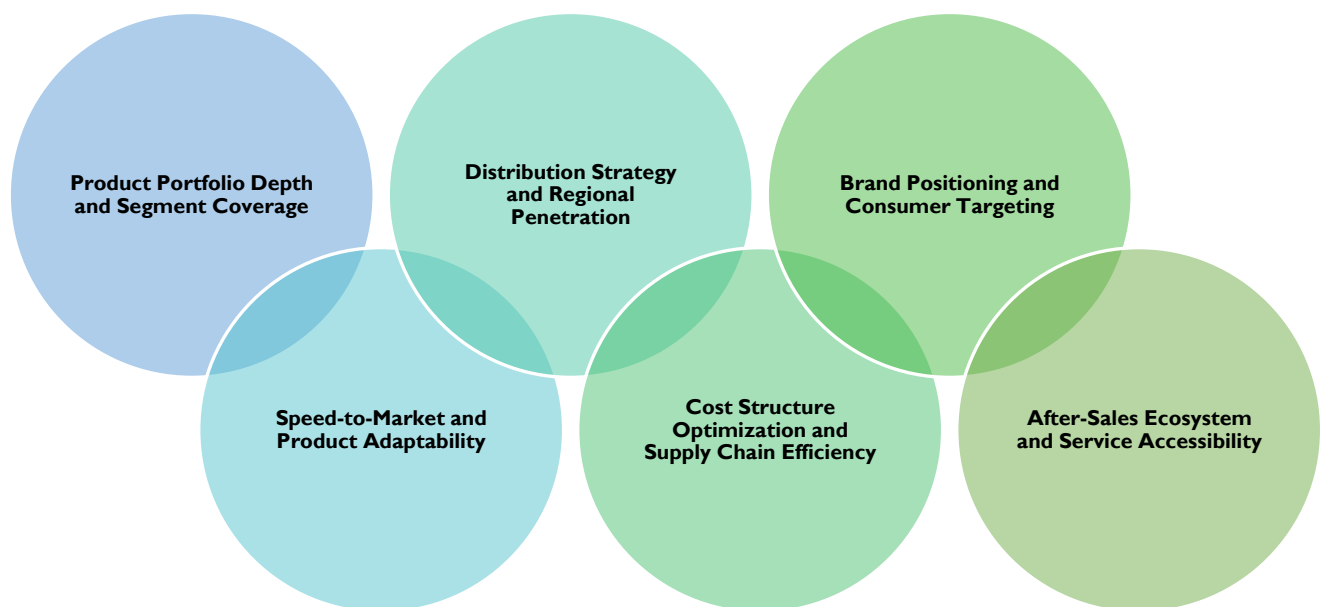 Product Portfolio Depth
and Segment Coverage
Distribution Strategy
and Regional
Penetration
Brand Positioning and
Consumer Targeting
Speed-to-Market and
Product Adaptability
Cost Structure
Optimization and
Supply Chain Efficiency
After-Sales Ecosystem
and Service Accessibility